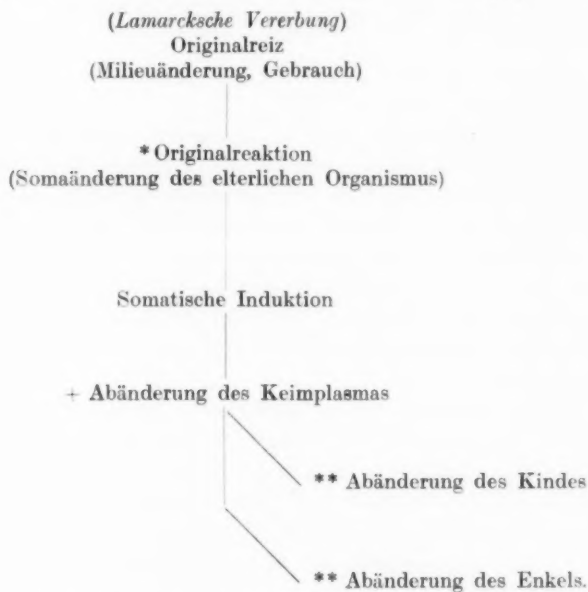 (Lamarcksche Vererbung)
Originalreiz
(Milieuänderung, Gebrauch)
* Originalreaktion
(Somaänderung des elterlichen Organismus)
Somatische Induktion
+ Abänderung des Keimplasmas
** Abänderung des Kindes
** Abänderung des Enkels.